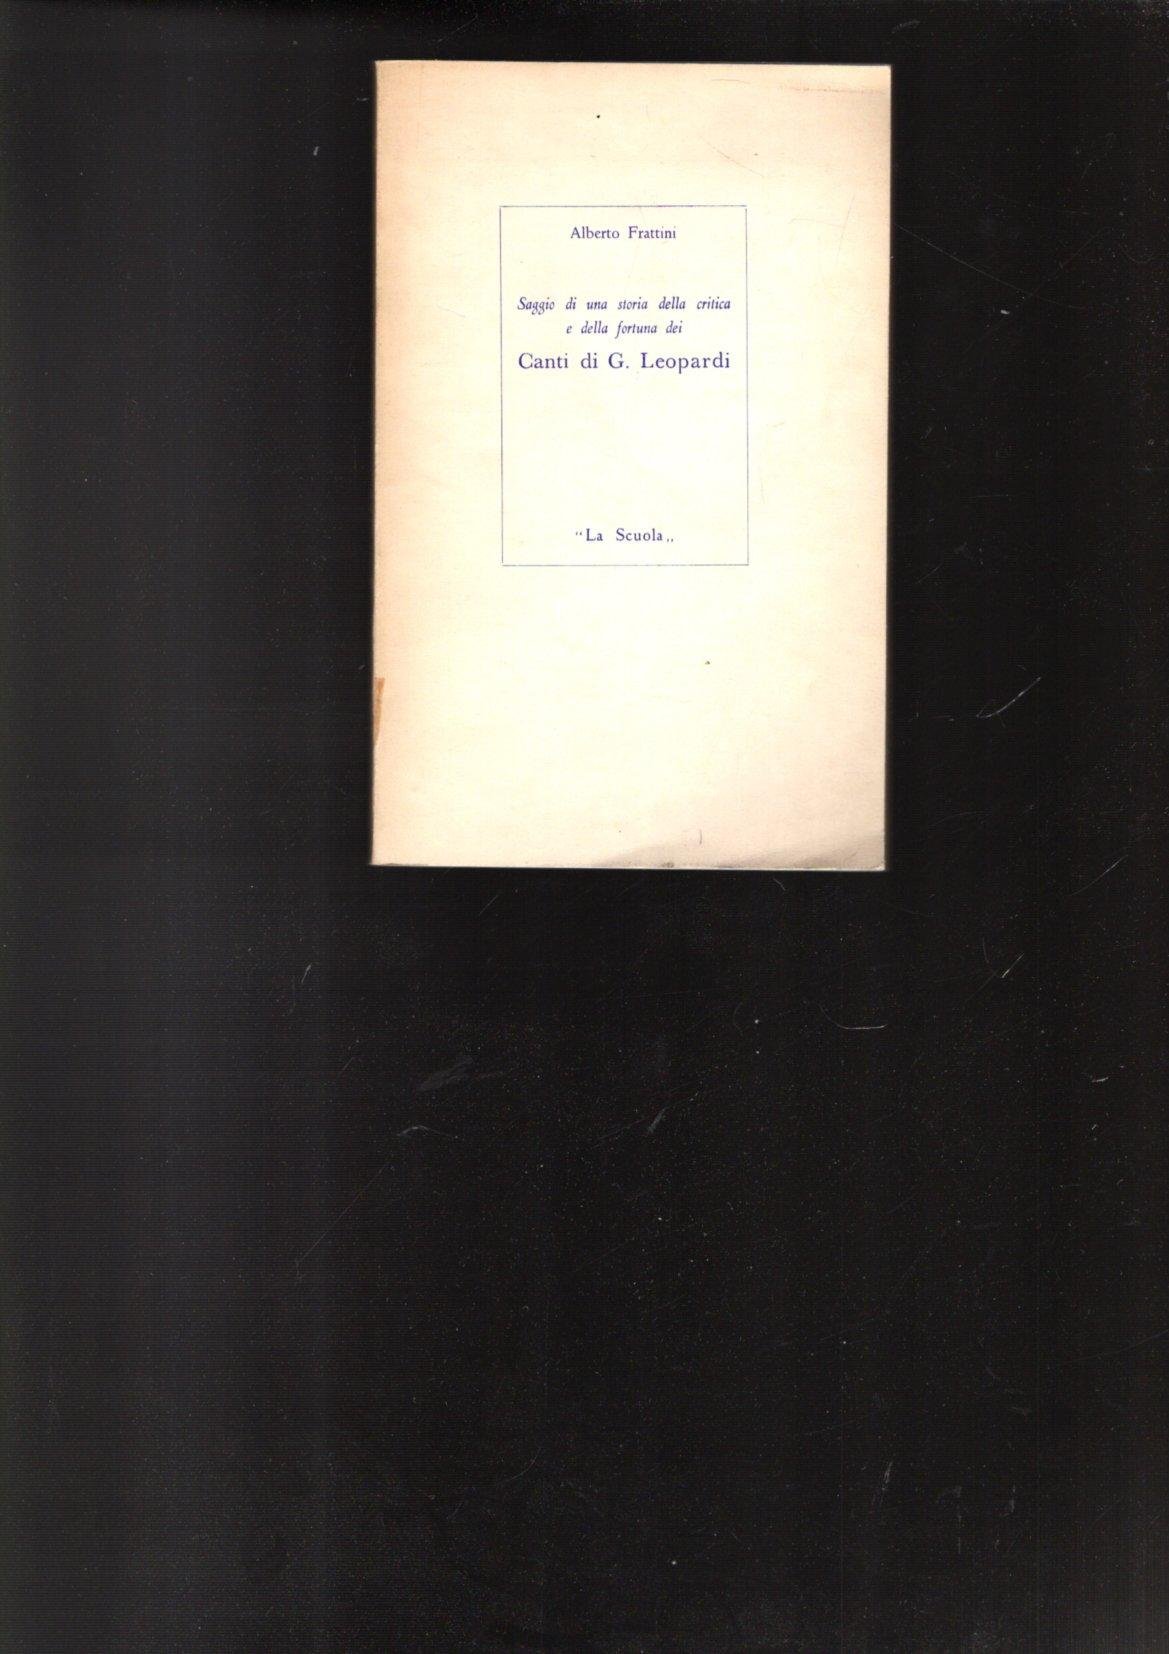 Alberto Frattini
Saggio di una storia della critica
e della fortuna dei
Canti di G. Leopardi
“La Scuola„